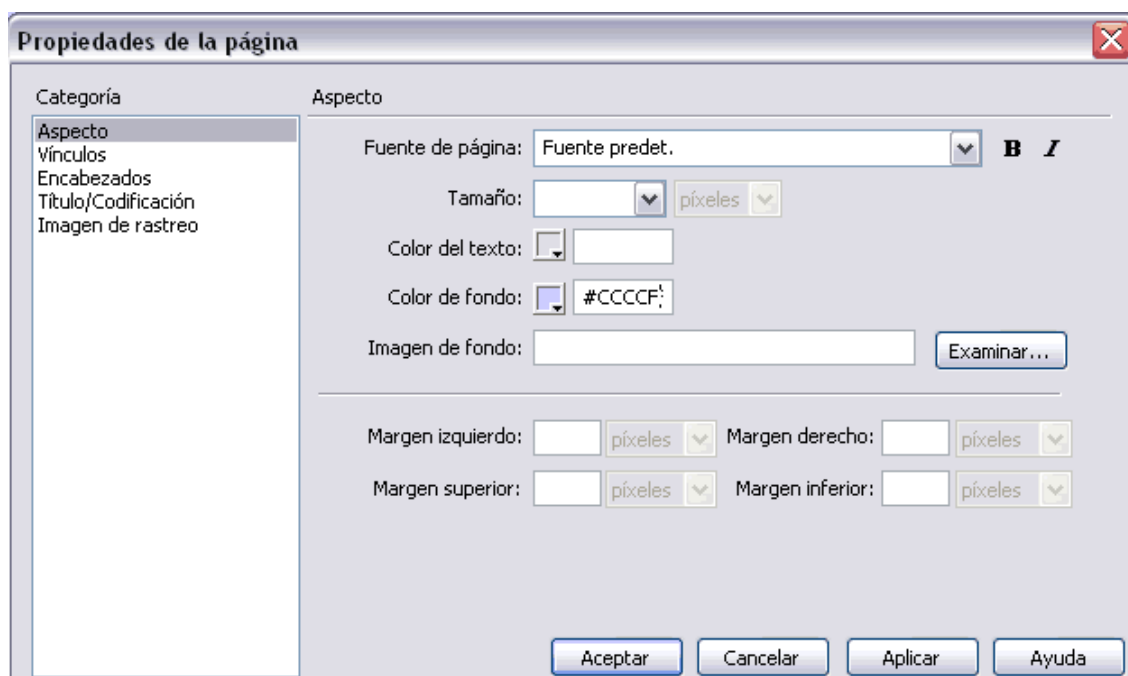 Propiedades de la página
Categoría
Aspecto
Vínculos
Encabezados
Título/Codificación
Imagen de rastreo
Aspecto
Fuente de página: Fuente predet. B I
Tamaño: píxeles
Color del texto:
Color de fondo: #CCCCF
Imagen de fondo: Examinar...
Margen izquierdo: píxeles Margen derecho: píxeles
Margen superior: píxeles Margen inferior: píxeles
Aceptar Cancelar Aplicar Ayuda